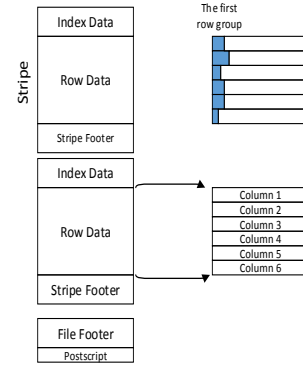 Index Data
Row Data
Stripe Footer
Stripe
The first
row group
Index Data
Row Data
Stripe Footer
Column 1
Column 2
Column 3
Column 4
Column 5
Column 6
File Footer
Postscript